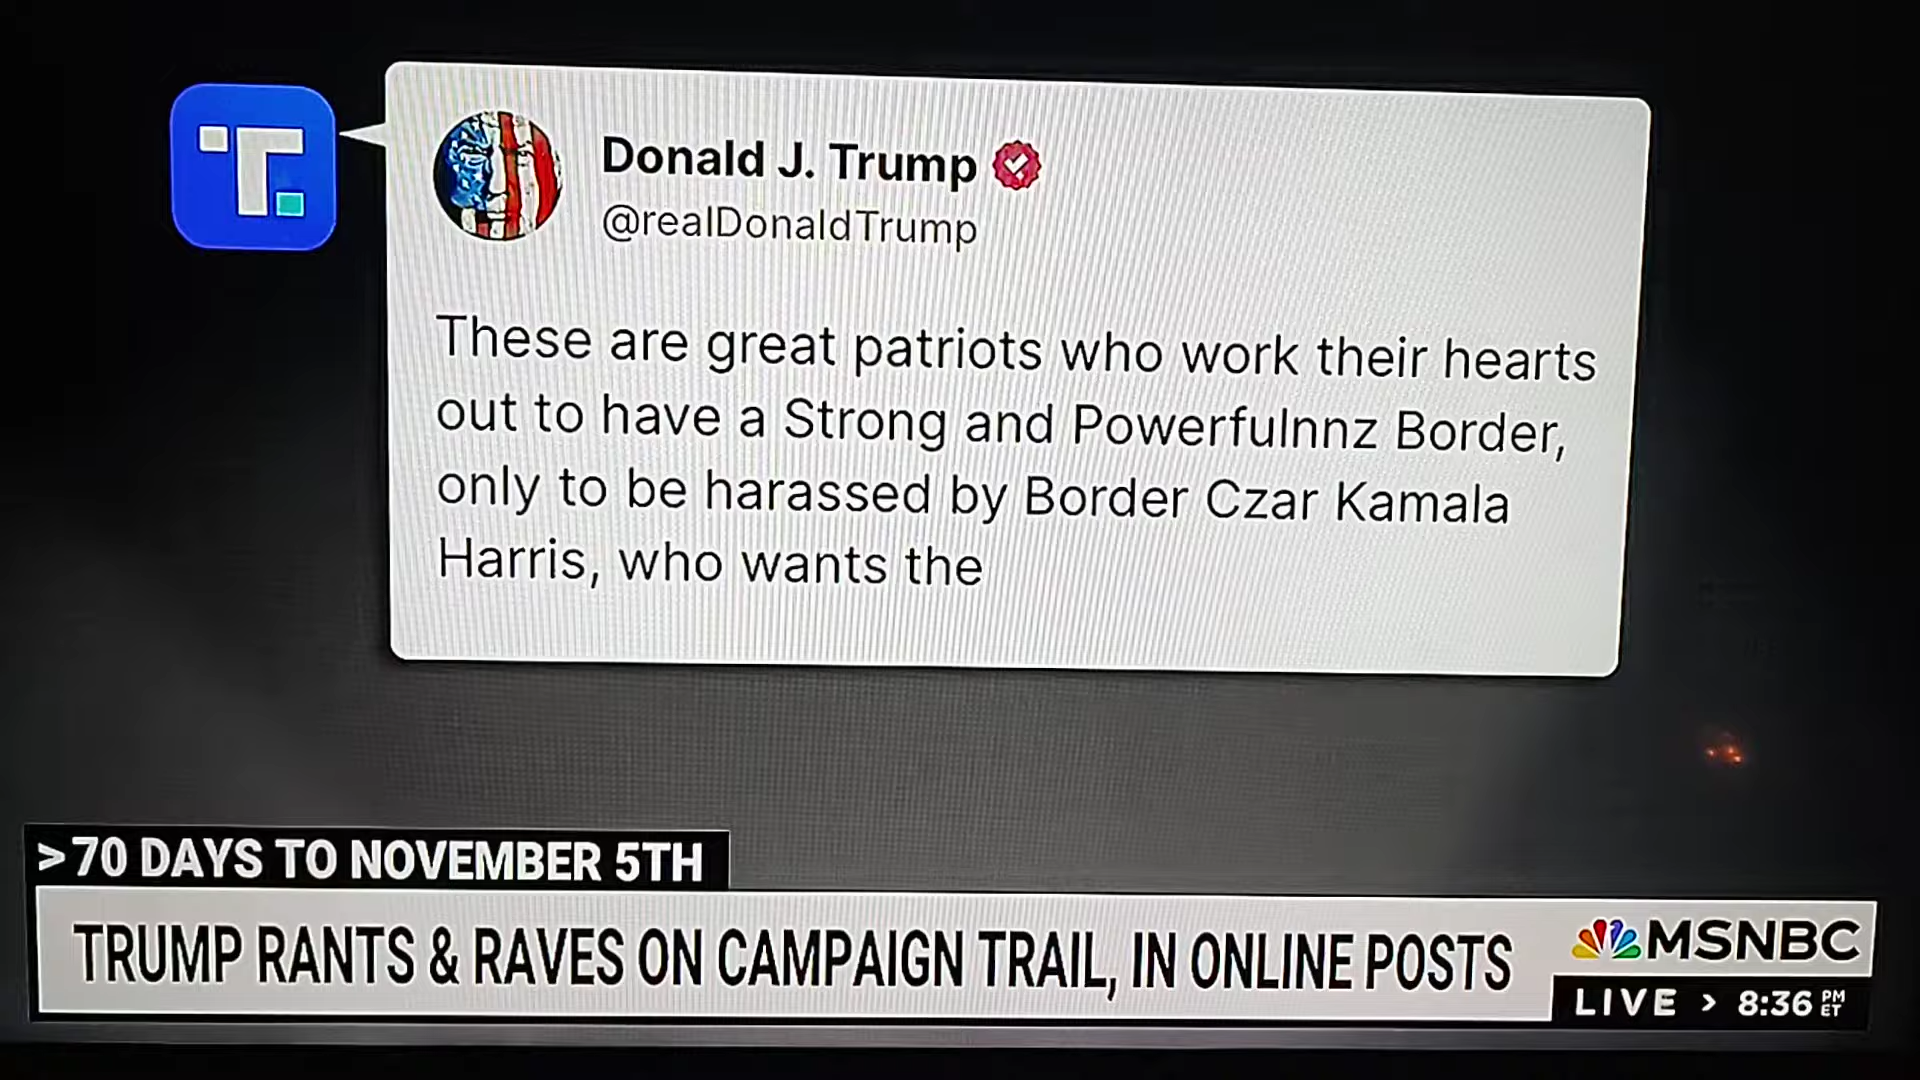 T.
Donald J. Trump
@realDonaldTrump
These are great patriots who work their hearts
out to have a Strong and Powerfulnnz Border,
only to be harassed by Border Czar Kamala
Harris, who wants the
>70 DAYS TO NOVEMBER 5TH
TRUMP RANTS & RAVES ON CAMPAIGN TRAIL, IN ONLINE POSTS
MSNBC
LIVE > 8:36 PM ET